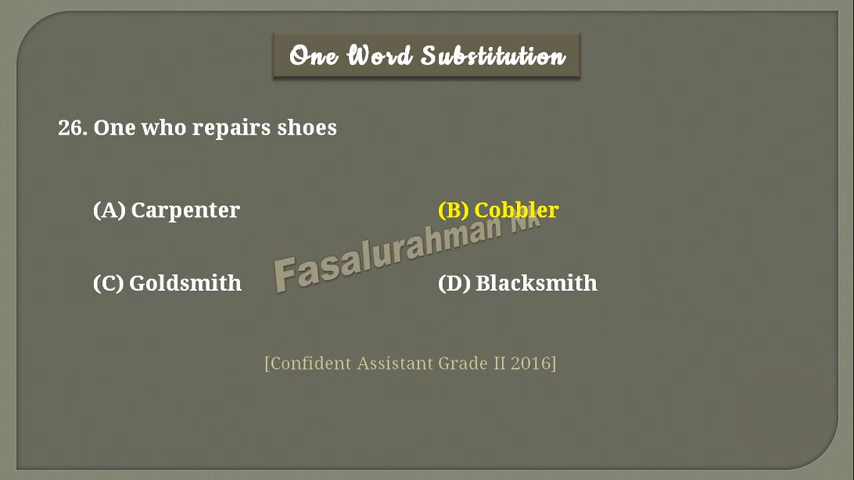 One Word Substitution
26. One who repairs shoes
(A) Carpenter
(B) Cobbler
Fasalurahman Nk
(C) Goldsmith
(D) Blacksmith
[Confident Assistant Grade II 2016]